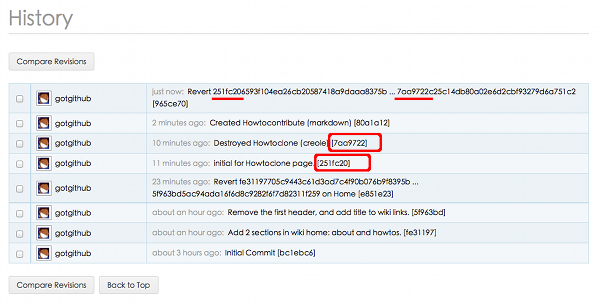 History
Compare Revisions
gotgithub just now: Revert 251fc206593f104ea26cb20587418a9daaa8375b ... 7aa9722c25c14db80a02e6d2cbf93279d6a751c2
[965ce70]
gotgithub 2 minutes ago: Created Howtocontribute (markdown) [80a1a12]
gotgithub 10 minutes ago: Destroyed Howtoclone (creole) [7aa9722]
gotgithub 11 minutes ago: initial for Howtoclone page. [251fc20]
gotgithub 23 minutes ago: Revert fe31197705c9443c61d3ad7c4f90b076b9f8395b ...
5f963bd5ac94ada16f6d8c9282f6f7d82311f259 on Home [e851e23]
gotgithub about an hour ago: Remove the first header, and add title to wiki links. [5f963bd]
gotgithub about an hour ago: Add 2 sections in wiki home: about and howtos. [fe31197]
gotgithub about 3 hours ago: Initial Commit [bc1ebc6]
Compare Revisions Back to Top